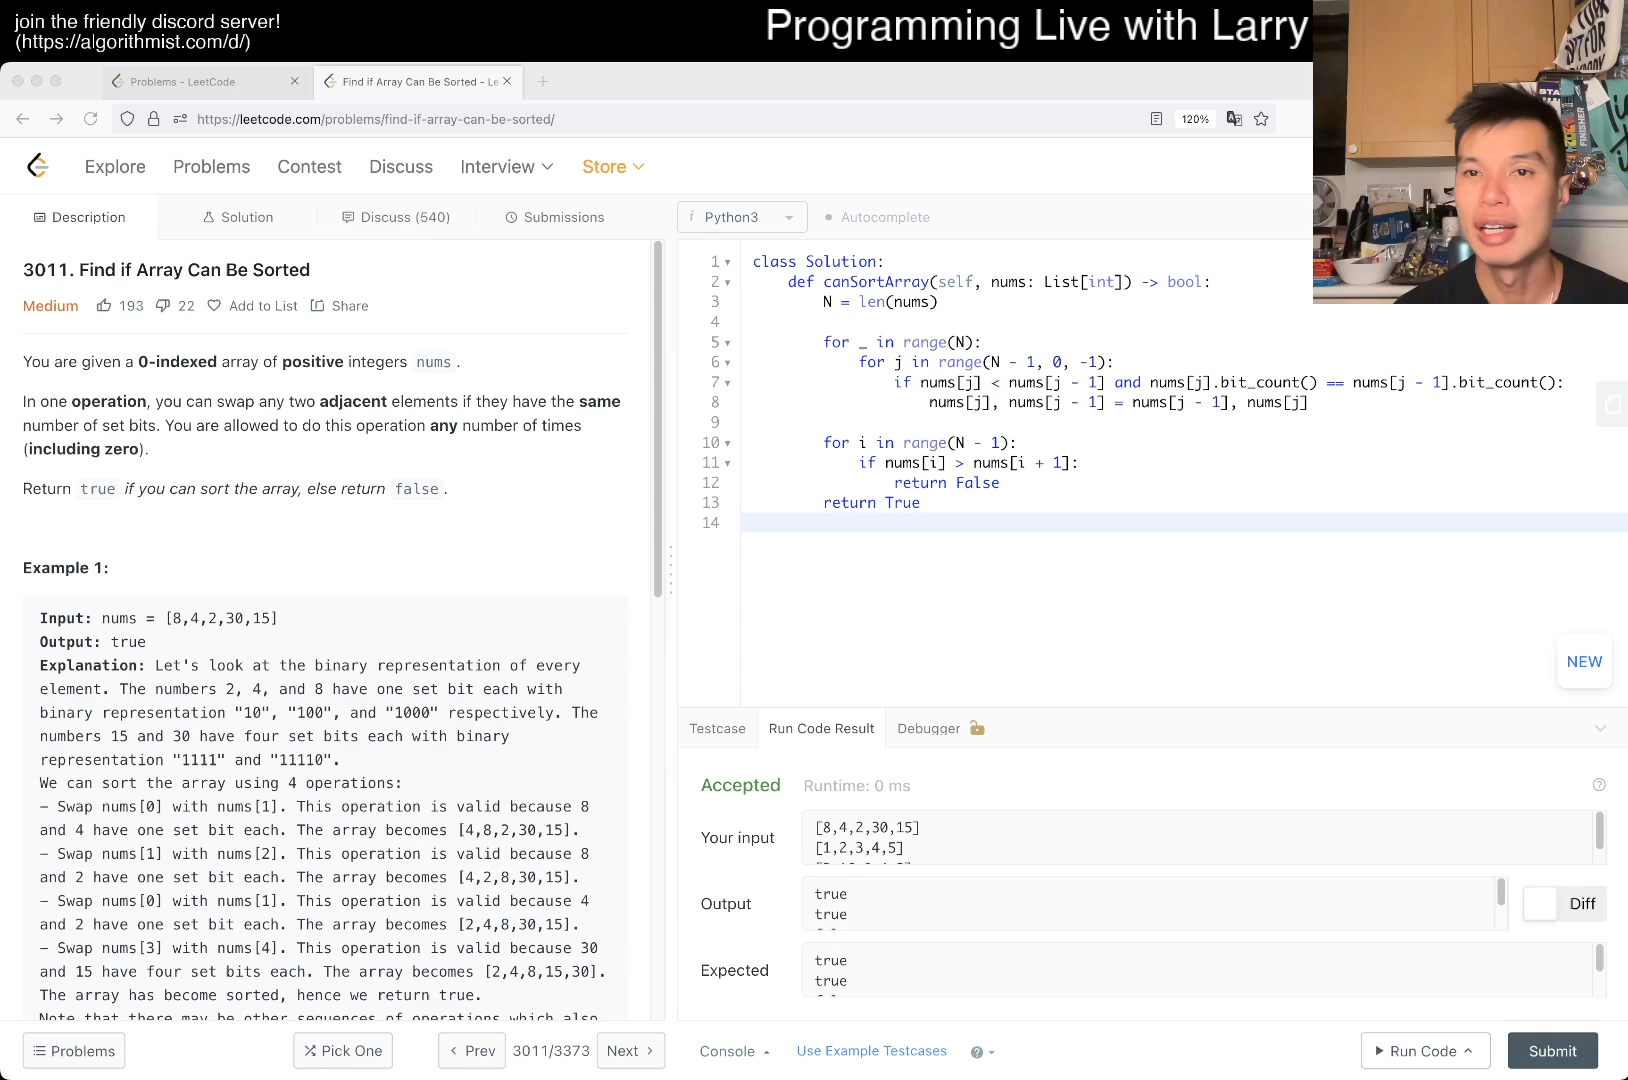 join the friendly discord server!
(https://algorithmist.com/d/)
Programming Live with Larry
Problems - LeetCode
Find if Array Can Be Sorted - Le
https://leetcode.com/problems/find-if-array-can-be-sorted/
120%
Explore
Problems
Contest
Discuss
Interview
Store
Description
Solution
Discuss (540)
Submissions
i Python3
Autocomplete
3011. Find if Array Can Be Sorted
Medium
193
22
Add to List
Share
You are given a 0-indexed array of positive integers nums .
In one operation, you can swap any two adjacent elements if they have the same
number of set bits. You are allowed to do this operation any number of times
(including zero).
Return true if you can sort the array, else return false .
Example 1:
Input: nums = [8,4,2,30,15]
Output: true
Explanation: Let's look at the binary representation of every
element. The numbers 2, 4, and 8 have one set bit each with
binary representation "10", "100", and "1000" respectively. The
numbers 15 and 30 have four set bits each with binary
representation "1111" and "11110".
We can sort the array using 4 operations:
- Swap nums[0] with nums[1]. This operation is valid because 8
and 4 have one set bit each. The array becomes [4,8,2,30,15].
- Swap nums[1] with nums[2]. This operation is valid because 8
and 2 have one set bit each. The array becomes [4,2,8,30,15].
- Swap nums[0] with nums[1]. This operation is valid because 4
and 2 have one set bit each. The array becomes [2,4,8,30,15].
- Swap nums[3] with nums[4]. This operation is valid because 30
and 15 have four set bits each. The array becomes [2,4,8,15,30].
The array has become sorted, hence we return true.
Note that there may be other sequences of operations which also
1 class Solution:
2 def canSortArray(self, nums: List[int]) -> bool:
3 N = len(nums)
4
5 for _ in range(N):
6 for j in range(N - 1, 0, -1):
7 if nums[j] < nums[j - 1] and nums[j].bit_count() == nums[j - 1].bit_count():
8 nums[j], nums[j - 1] = nums[j - 1], nums[j]
9
10 for i in range(N - 1):
11 if nums[i] > nums[i + 1]:
12 return False
13 return True
14
NEW
Testcase
Run Code Result
Debugger
Accepted
Runtime: 0 ms
Your input
[8,4,2,30,15]
[1,2,3,4,5]
Output
true
true
Diff
Expected
true
true
Problems
Pick One
Prev
3011/3373
Next
Console
Use Example Testcases
Run Code
Submit